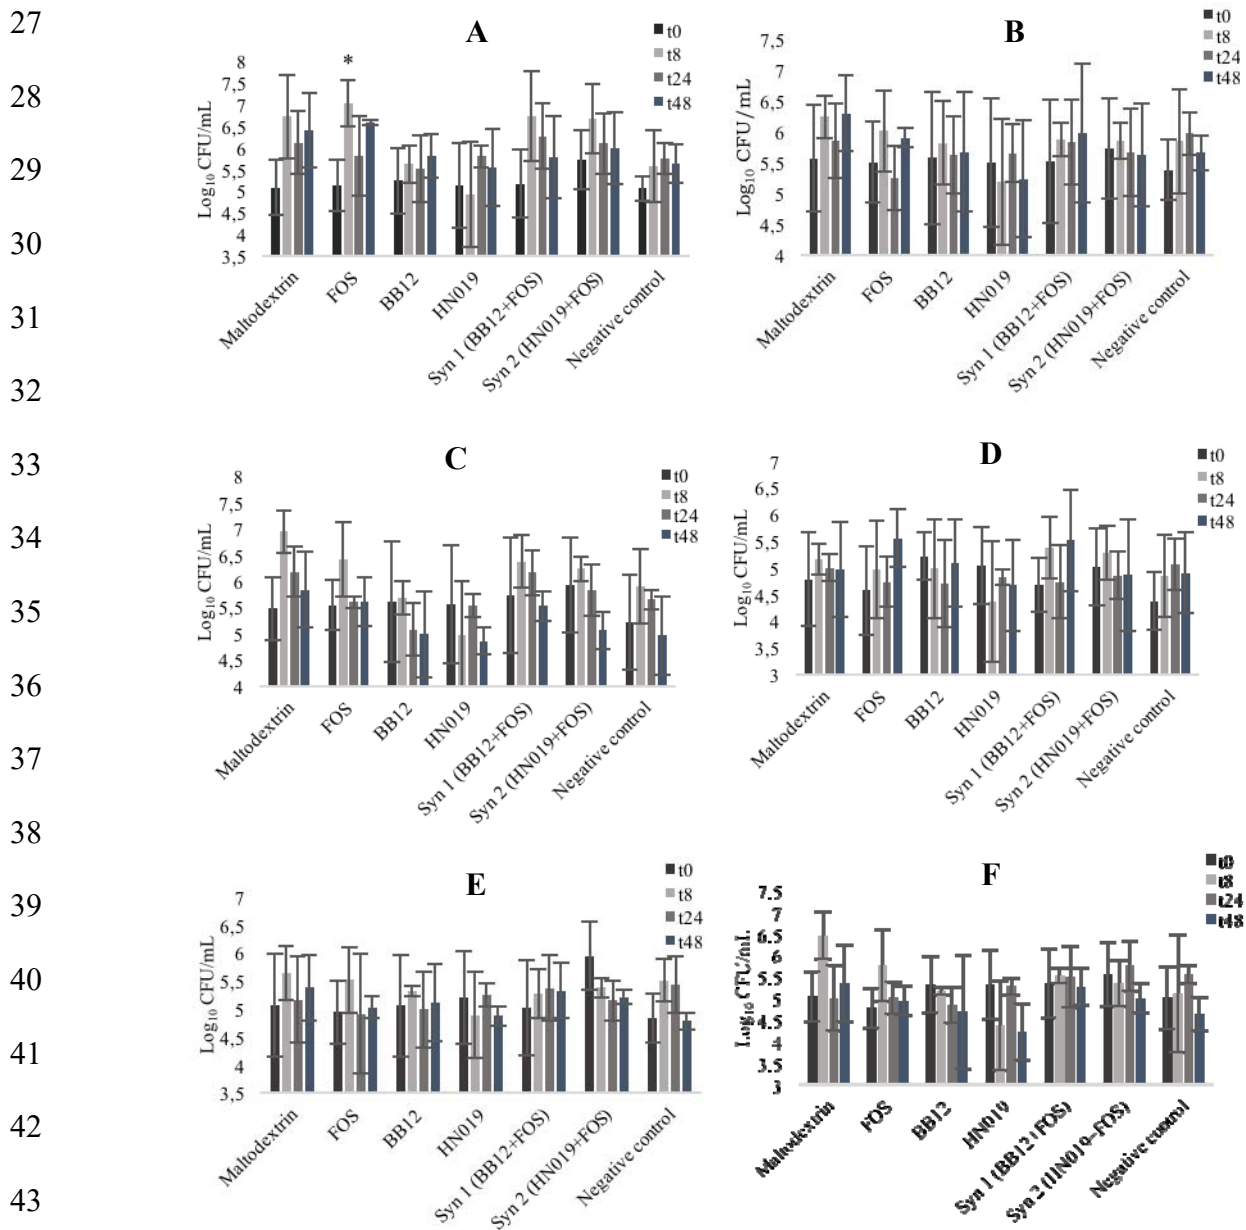 27
28
29
30
31
32
33
34
35
36
37
38
39
40
41
42
43
A
t0
t8
t24
t48
*
8
7,5
7
6,5
6
5,5
5
4,5
4
3,5
Log10 CFU/mL
Maltodextrin
FOS
BB12
HN019
Syn 1 (BB12+FOS)
Syn 2 (HN019+FOS)
Negative control
B
t0
t8
t24
t48
7,5
7
6,5
6
5,5
5
4,5
4
Log10 CFU/mL
Maltodextrin
FOS
BB12
HN019
Syn 1 (BB12+FOS)
Syn 2 (HN019+FOS)
Negative control
C
t0
t8
t24
t48
8
7,5
7
6,5
6
5,5
5
4,5
4
Log10 CFU/mL
Maltodextrin
FOS
BB12
HN019
Syn 1 (BB12+FOS)
Syn 2 (HN019+FOS)
Negative control
D
t0
t8
t24
t48
7
6,5
6
5,5
5
4,5
4
3,5
3
Log10 CFU/mL
Maltodextrin
FOS
BB12
HN019
Syn 1 (BB12+FOS)
Syn 2 (HN019+FOS)
Negative control
E
t0
t8
t24
t48
7
6,5
6
5,5
5
4,5
4
3,5
Log10 CFU/mL
Maltodextrin
FOS
BB12
HN019
Syn 1 (BB12+FOS)
Syn 2 (HN019+FOS)
Negative control
F
t0
t8
t24
t48
7.5
7
6.5
6
5.5
5
4.5
4
3.5
3
Log10 CFU/mL
Maltodextrin
FOS
BB12
HN019
Syn 1 (BB12+FOS)
Syn 2 (HN019+FOS)
Negative control